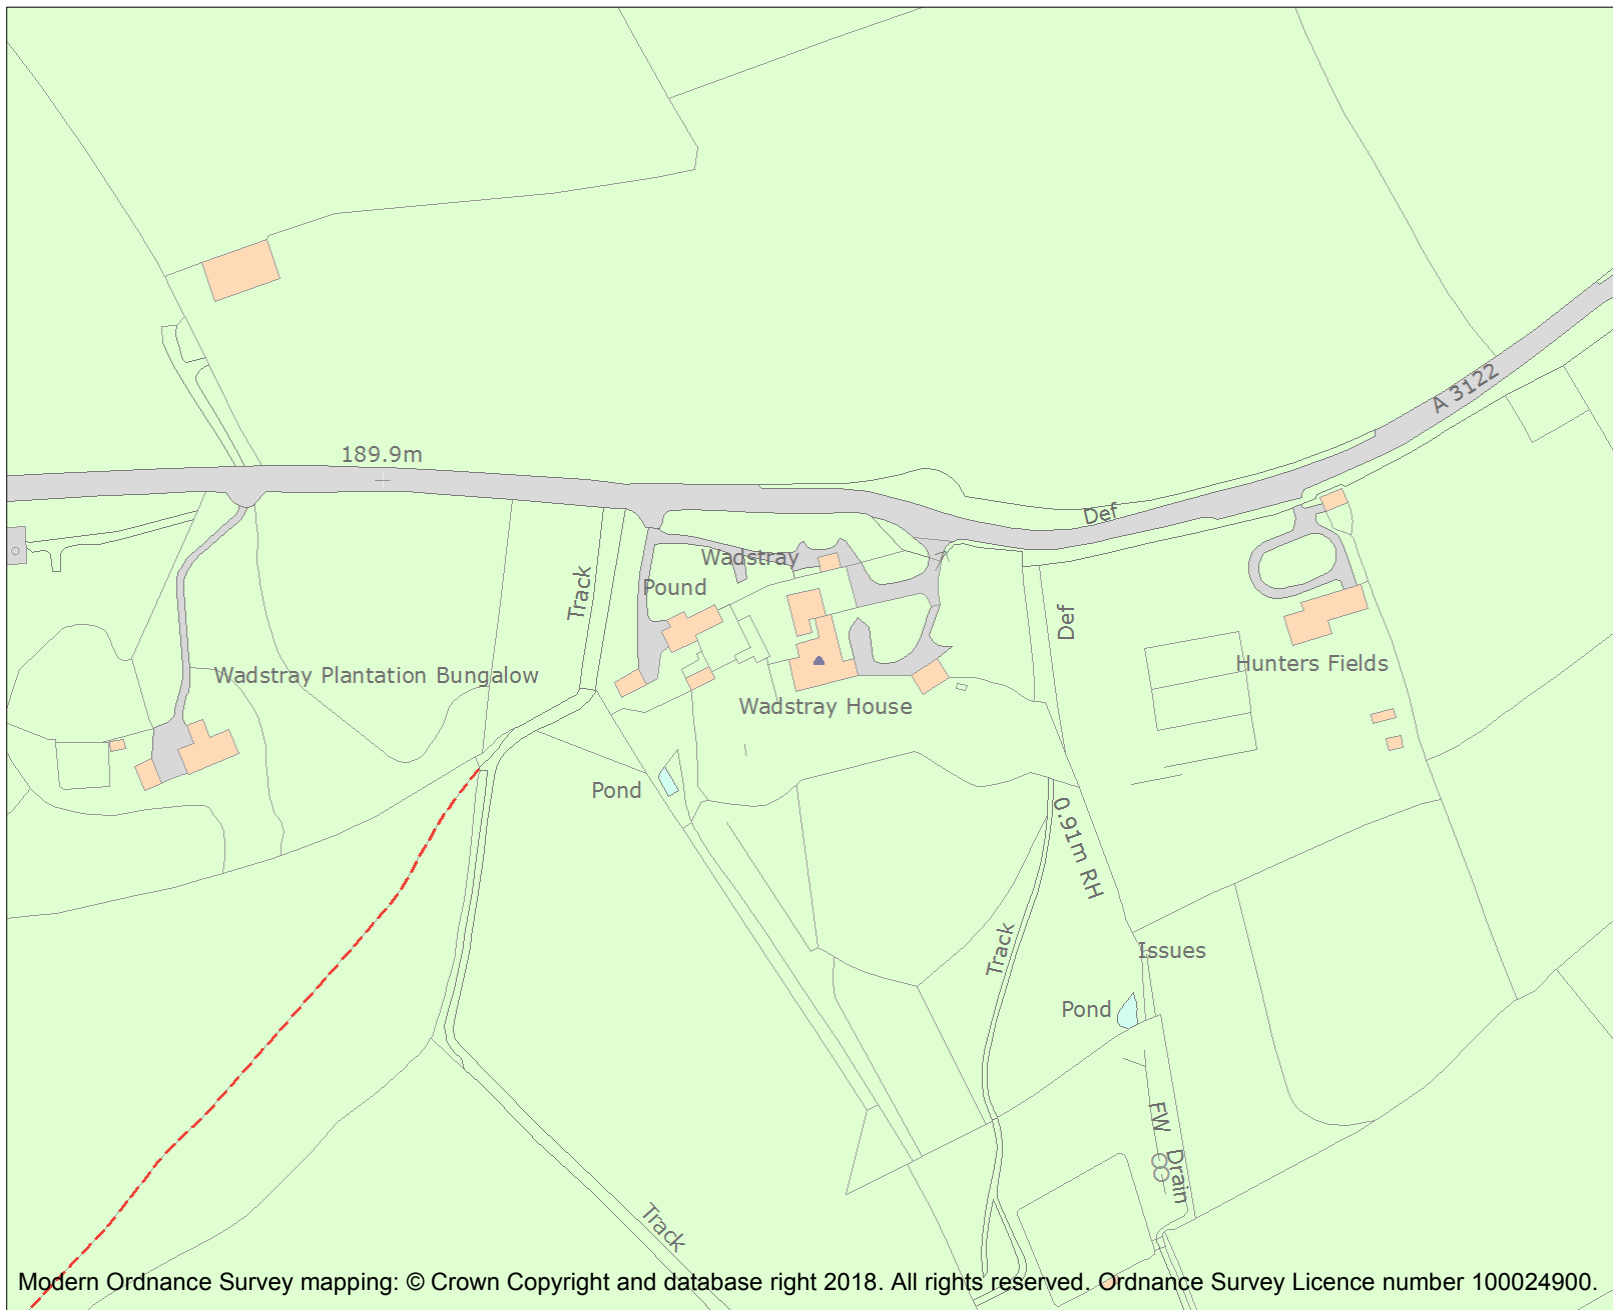 A 3122
189.9m
Def
Wadstray
Pound
Track
Def
Hunters Fields
Wadstray Plantation Bungalow
Wadstray House
Pond
0.91m RH
Track
Issues
Pond
FW
Drain
Track
Modern Ordnance Survey mapping: © Crown Copyright and database right 2018. All rights reserved. Ordnance Survey Licence number 100024900.